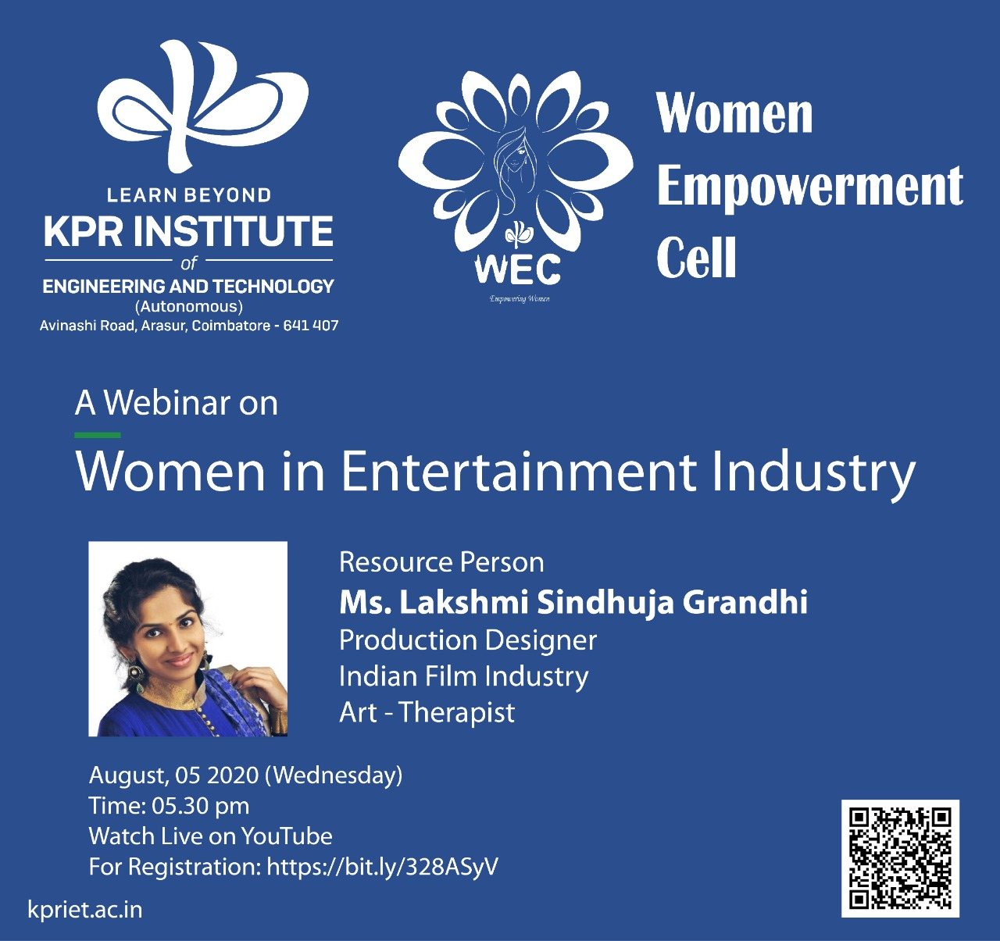 LEARN BEYOND
KPR INSTITUTE
of
ENGINEERING AND TECHNOLOGY
(Autonomous)
Avinashi Road, Arasur, Coimbatore - 641 407
WEC
Empowering Women
Women
Empowerment
Cell
A Webinar on
Women in Entertainment Industry
Resource Person
Ms. Lakshmi Sindhuja Grandhi
Production Designer
Indian Film Industry
Art - Therapist
August, 05 2020 (Wednesday)
Time: 05.30 pm
Watch Live on YouTube
For Registration: https://bit.ly/328ASyV
kpriet.ac.in